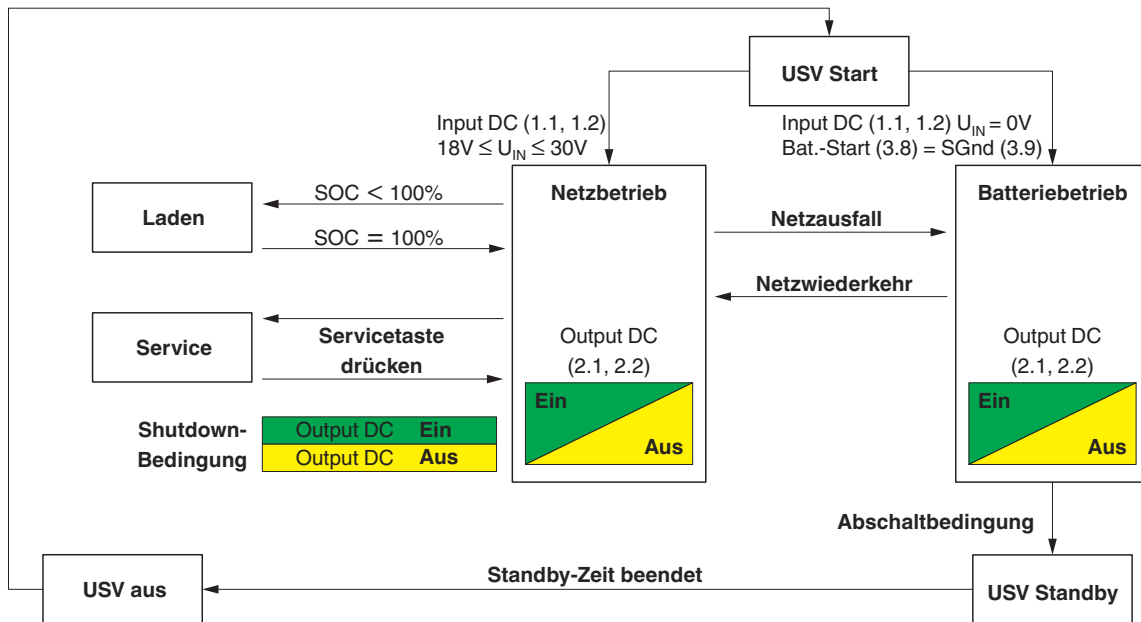 USV Start
Input DC (1.1, 1.2)
18V ≤ U_IN ≤ 30V
Input DC (1.1, 1.2) U_IN = 0V
Bat.-Start (3.8) = SGnd (3.9)
Laden
SOC < 100%
SOC = 100%
Netzbetrieb
Netzausfall
Netzwiederkehr
Batteriebetrieb
Service
Servicetaste
drücken
Output DC
(2.1, 2.2)
Ein
Aus
Output DC
(2.1, 2.2)
Ein
Aus
Shutdown-
Bedingung
Output DC Ein
Output DC Aus
Abschaltbedingung
USV aus
Standby-Zeit beendet
USV Standby